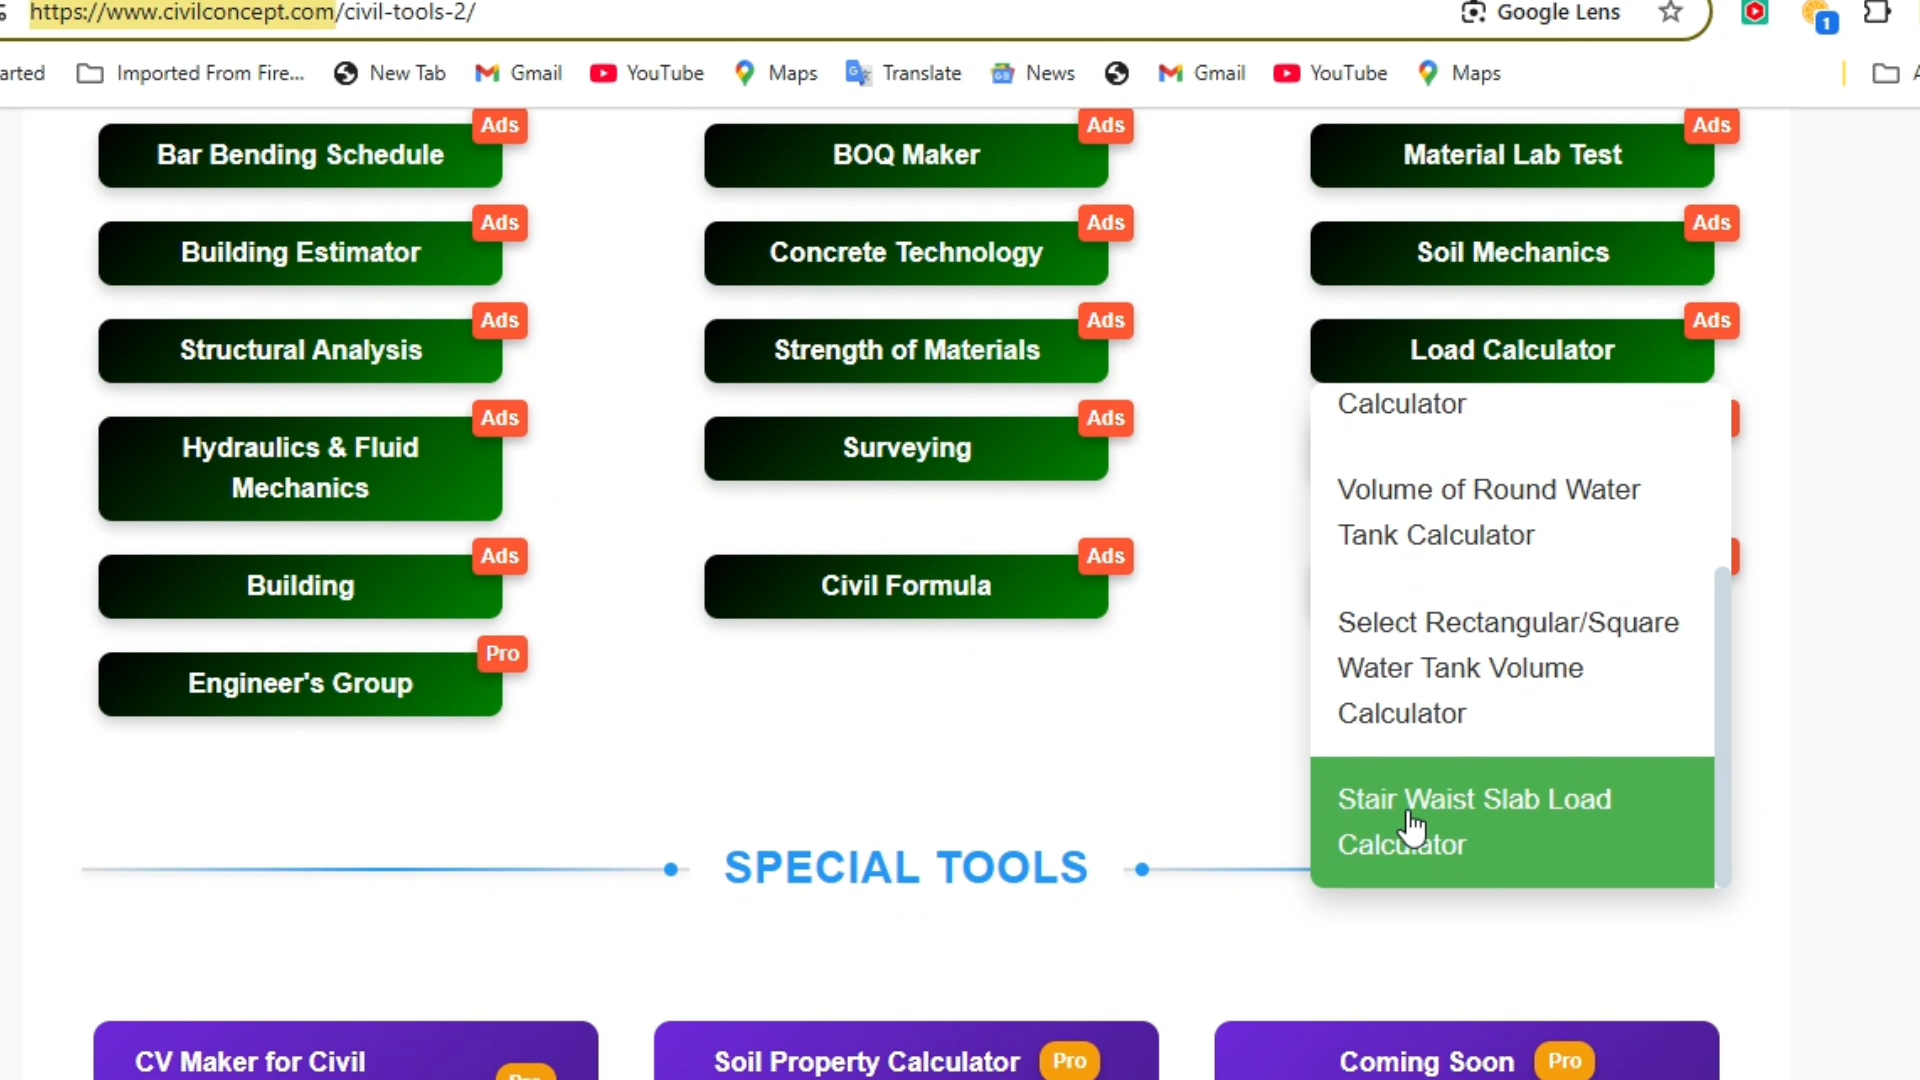 https://www.civilconcept.com/civil-tools-2/
Google Lens
1
arted
Imported From Fire...
New Tab
Gmail
YouTube
Maps
Translate
News
Gmail
YouTube
Maps
Bar Bending Schedule
Ads
BOQ Maker
Ads
Material Lab Test
Ads
Building Estimator
Ads
Concrete Technology
Ads
Soil Mechanics
Ads
Structural Analysis
Ads
Strength of Materials
Ads
Load Calculator
Ads
Calculator
Volume of Round Water
Tank Calculator
Select Rectangular/Square
Water Tank Volume
Calculator
Stair Waist Slab Load
Calculator
Hydraulics & Fluid
Mechanics
Ads
Surveying
Ads
Building
Ads
Civil Formula
Ads
Engineer's Group
Pro
SPECIAL TOOLS
CV Maker for Civil
Pro
Soil Property Calculator
Pro
Coming Soon
Pro